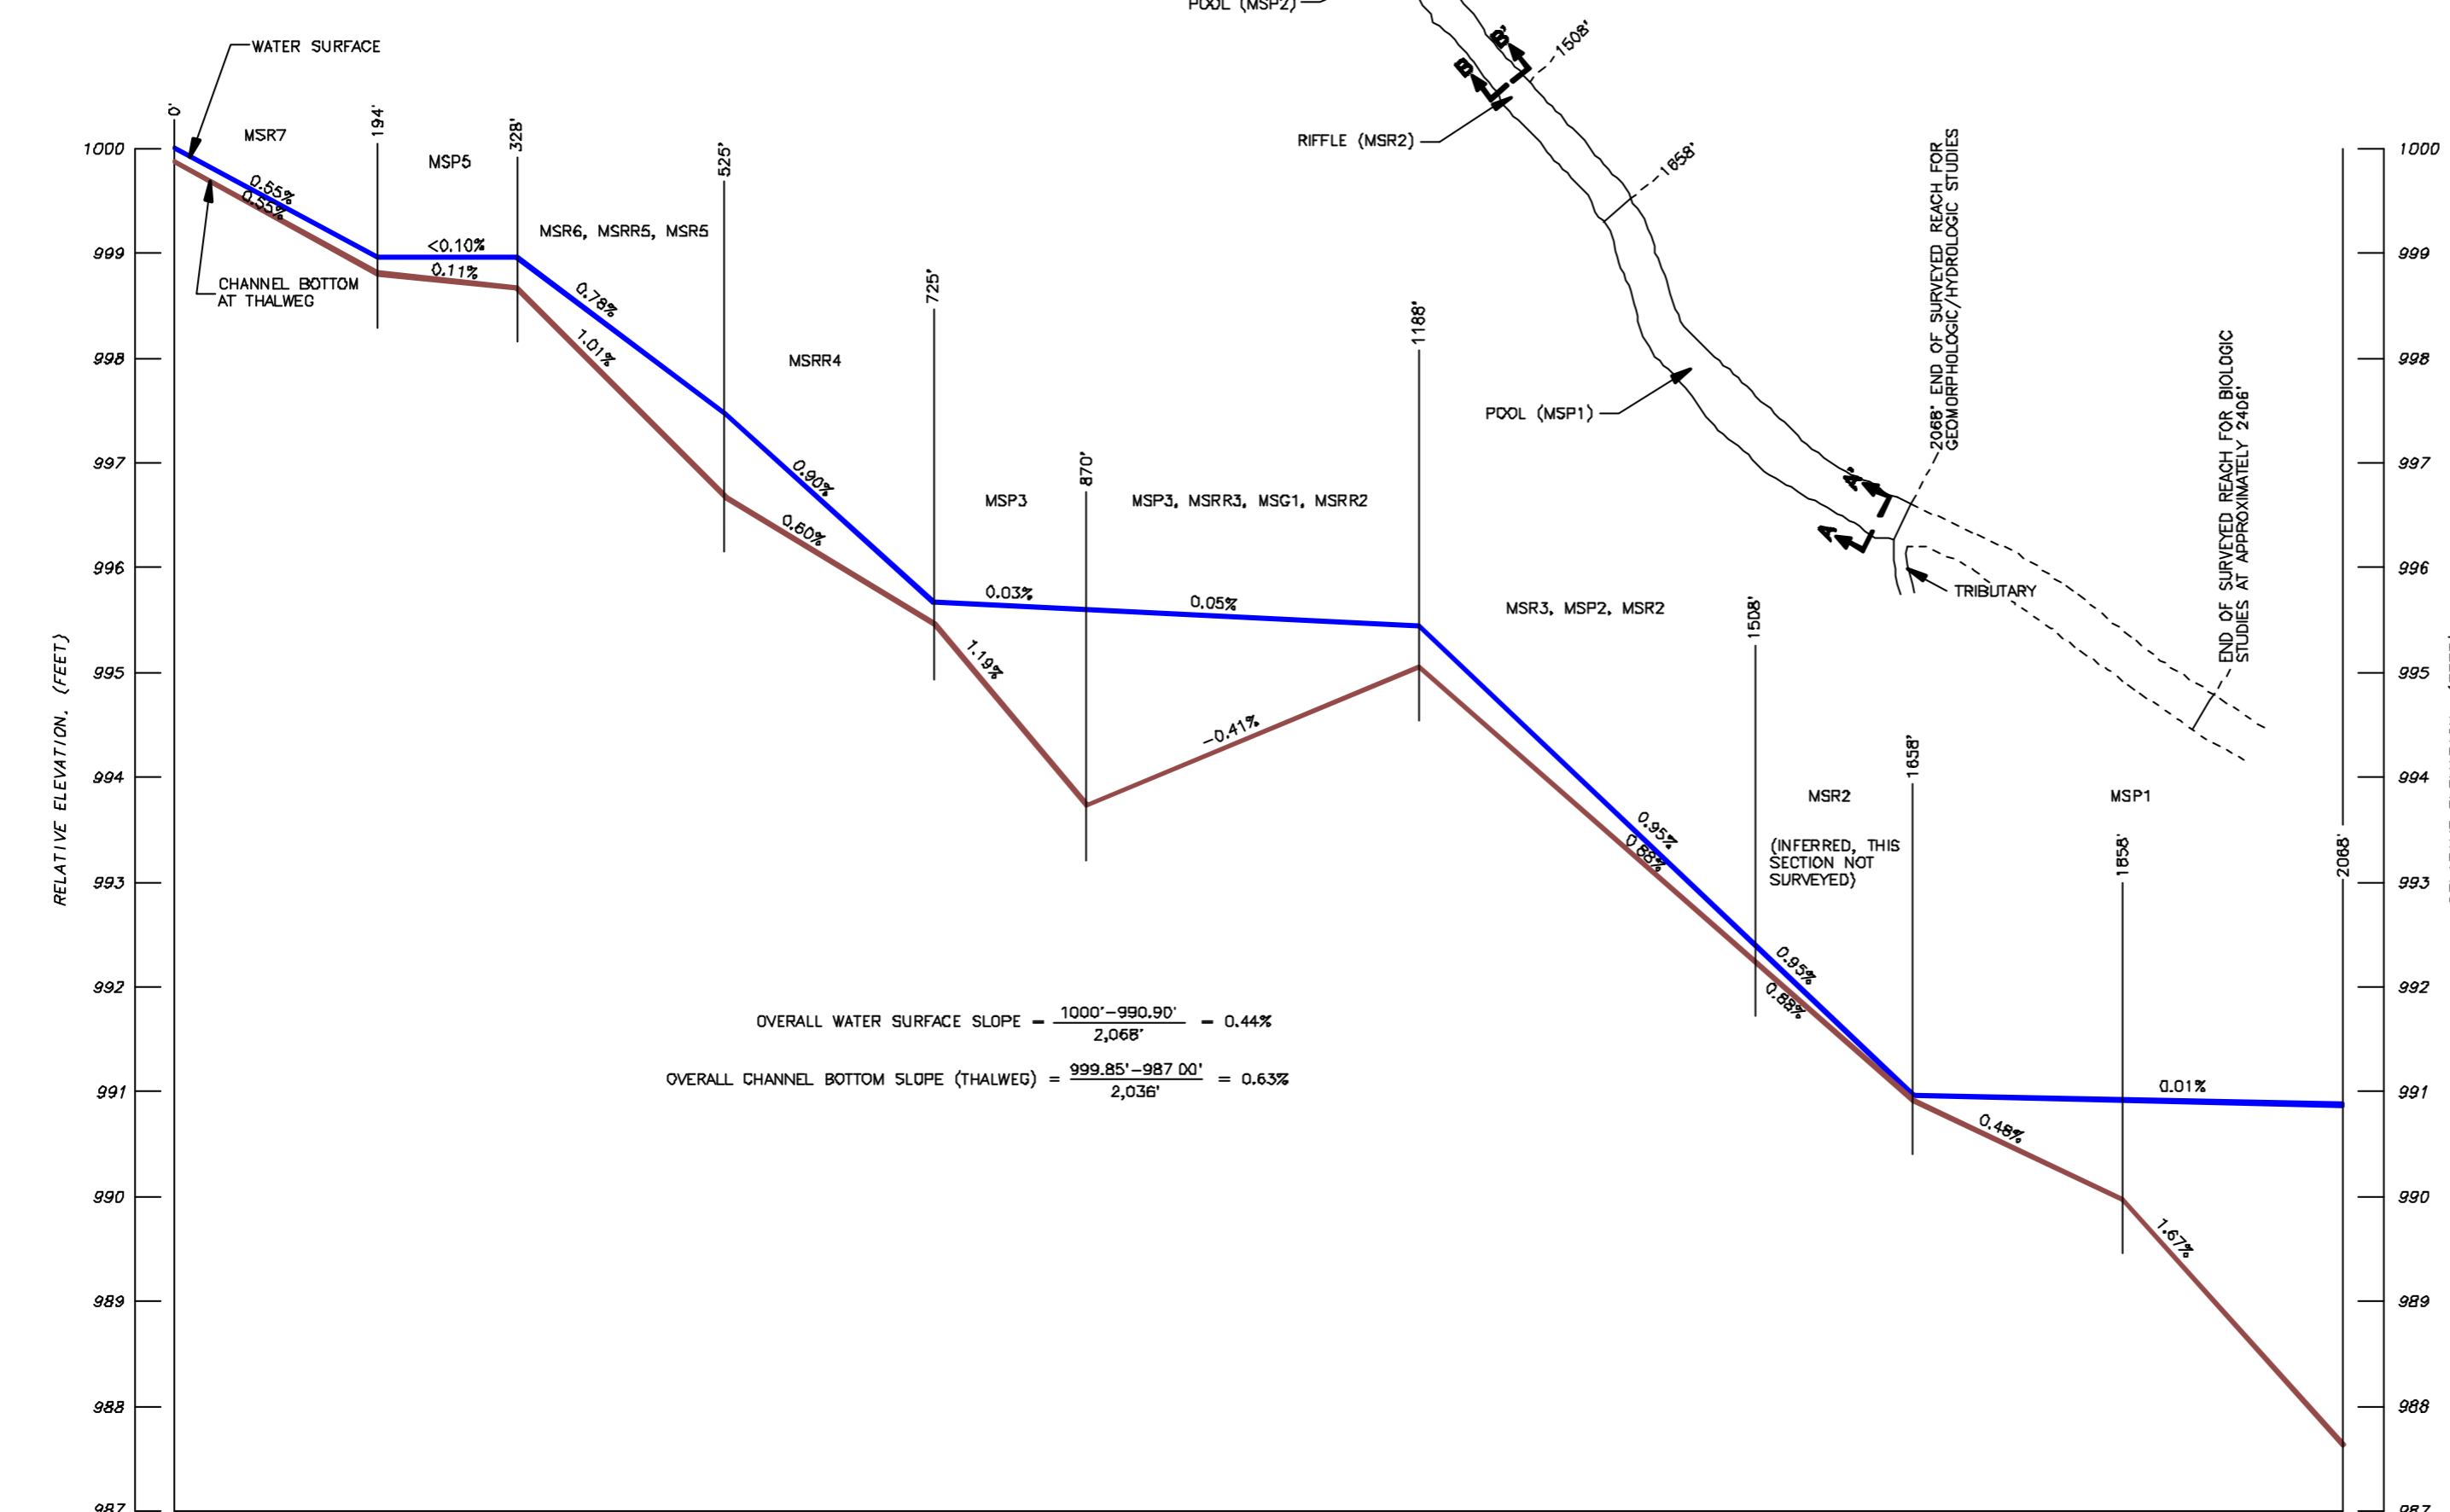 POOL (MSP2)
WATER SURFACE
1508'
B'
B
0'
MSR7
194'
328'
MSP5
525'
RIFFLE (MSR2)
1658'
1000
1000
0.55%
0.55%
MSR6, MSRR5, MSR5
<0.10%
0.11%
999
999
CHANNEL BOTTOM
AT THALWEG
725'
0.78%
1.01%
1188'
998
998
MSRR4
POOL (MSP1)
2068' END OF SURVEYED REACH FOR
GEOMORPHOLOGIC/HYDROLOGIC STUDIES
END OF SURVEYED REACH FOR BIOLOGIC
STUDIES AT APPROXIMATELY 2406'
997
997
0.90%
870'
MSP3
MSP3, MSRR3, MSG1, MSRR2
A'
A
0.60%
996
996
TRIBUTARY
0.03%
0.05%
MSR3, MSP2, MSR2
1508'
RELATIVE ELEVATION, (FEET)
995
995
1.19%
-0.41%
994
994
1658'
MSR2
MSP1
0.95%
0.88%
(INFERRED, THIS
SECTION NOT
SURVEYED)
1858'
2068'
993
993
0.95%
0.88%
992
992
OVERALL WATER SURFACE SLOPE = 1000'-990.90' = 0.44%
2,068'
OVERALL CHANNEL BOTTOM SLOPE (THALWEG) = 999.85'-987.00' = 0.63%
2,036'
991
991
0.01%
0.48%
990
990
1.67%
989
989
988
988
987
987